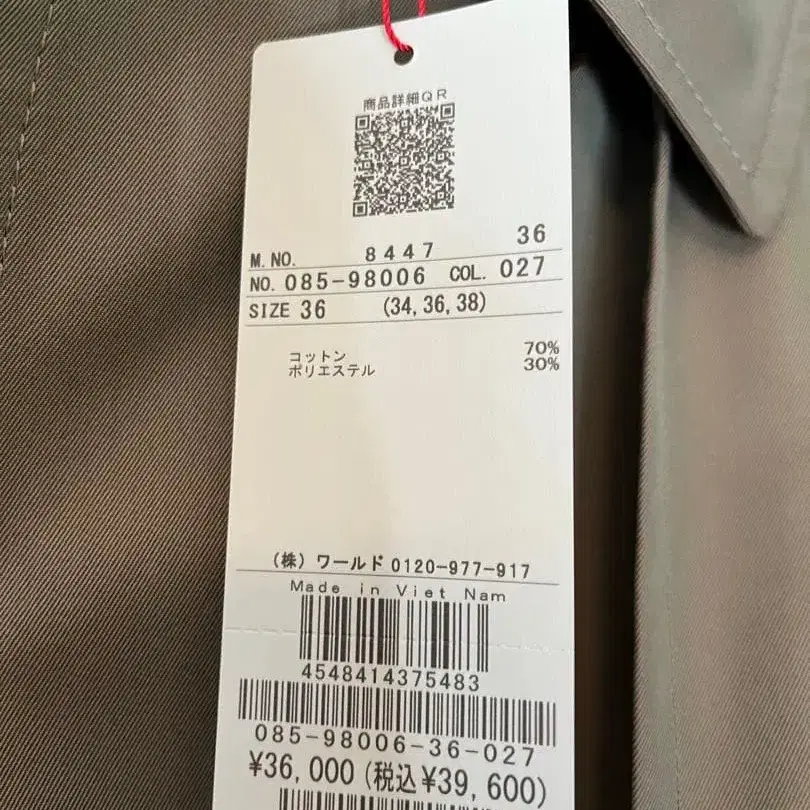 商品詳細QR
36
M.NO. 8447
NO. 085-98006 COL. 027
SIZE 36 (34,36,38)
コットン 70%
ポリエステル 30%
(株) ワールド 0120-977-917
Made in Viet Nam
4548414375483
085-98006-36-027
¥36,000 (税込¥39,600)